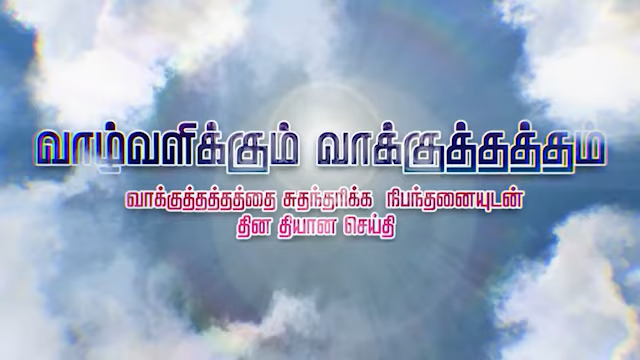 வாழ்வளிக்கும் வாக்குத்தத்தம்
வாக்குத்தத்தத்தை சுதந்தரிக்க நிபந்தனையுடன்
தின தியான செய்தி